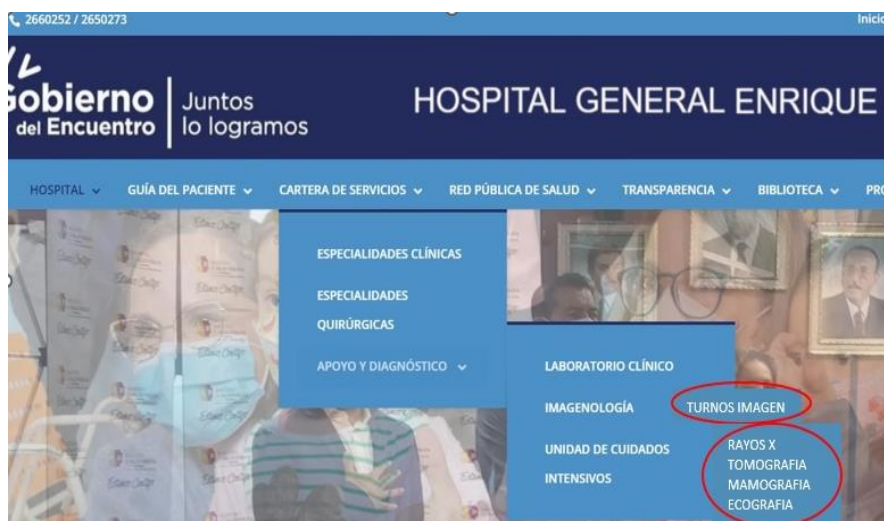 2660252 / 2650273
Inicio
Gobierno
del Encuentro
Juntos
lo logramos
HOSPITAL GENERAL ENRIQUE
HOSPITAL
GUÍA DEL PACIENTE
CARTERA DE SERVICIOS
RED PÚBLICA DE SALUD
TRANSPARENCIA
BIBLIOTECA
PRO
ESPECIALIDADES CLÍNICAS
ESPECIALIDADES
QUIRÚRGICAS
APOYO Y DIAGNÓSTICO
LABORATORIO CLÍNICO
IMAGENOLOGÍA
TURNOS IMAGEN
UNIDAD DE CUIDADOS
INTENSIVOS
RAYOS X
TOMOGRAFIA
MAMOGRAFIA
ECOGRAFIA